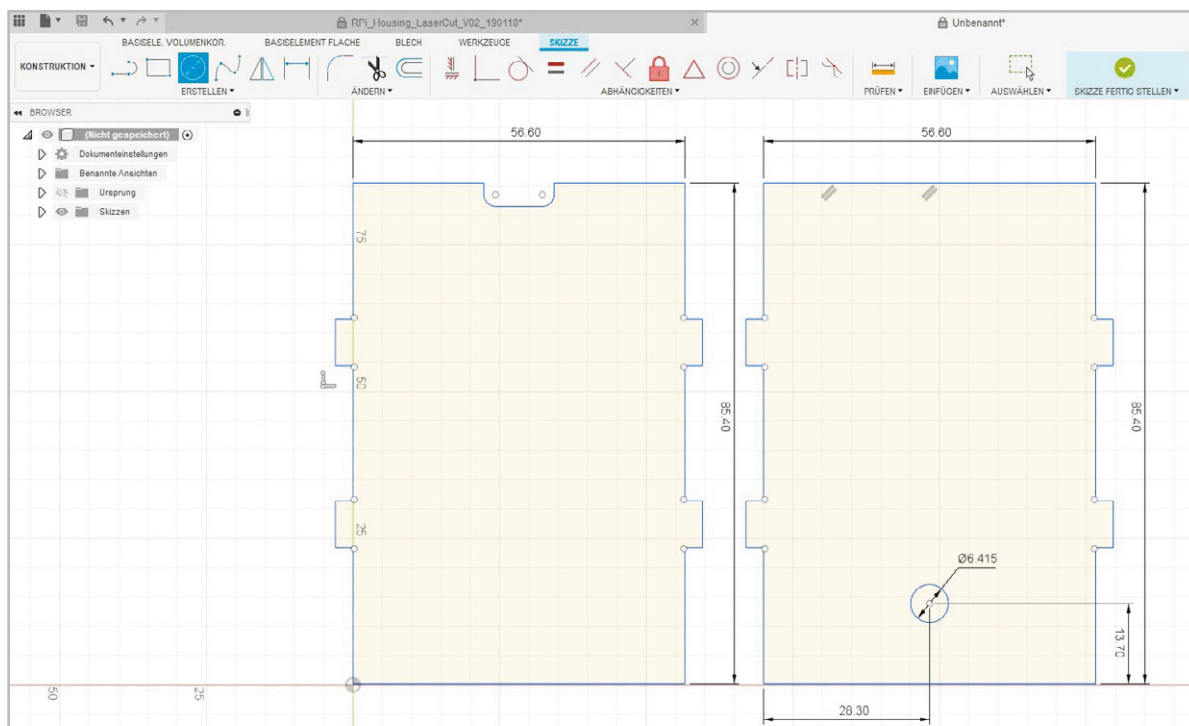 RPi_Housing_LaserCut_V02_190110*
Unbenannt*
BASISELE. VOLUMENKÖR.
BASISELEMENT FLÄCHE
BLECH
WERKZEUGE
SKIZZE
KONSTRUKTION
ERSTELLEN
ÄNDERN
ABHÄNGIGKEITEN
PRÜFEN
EINFÜGEN
AUSWÄHLEN
SKIZZE FERTIG STELLEN
BROWSER
(Nicht gespeichert)
Dokumenteinstellungen
Benannte Ansichten
Ursprung
Skizzen
56.60
56.60
75
50
85.40
85.40
25
Ø6.415
13.70
50
25
28.30